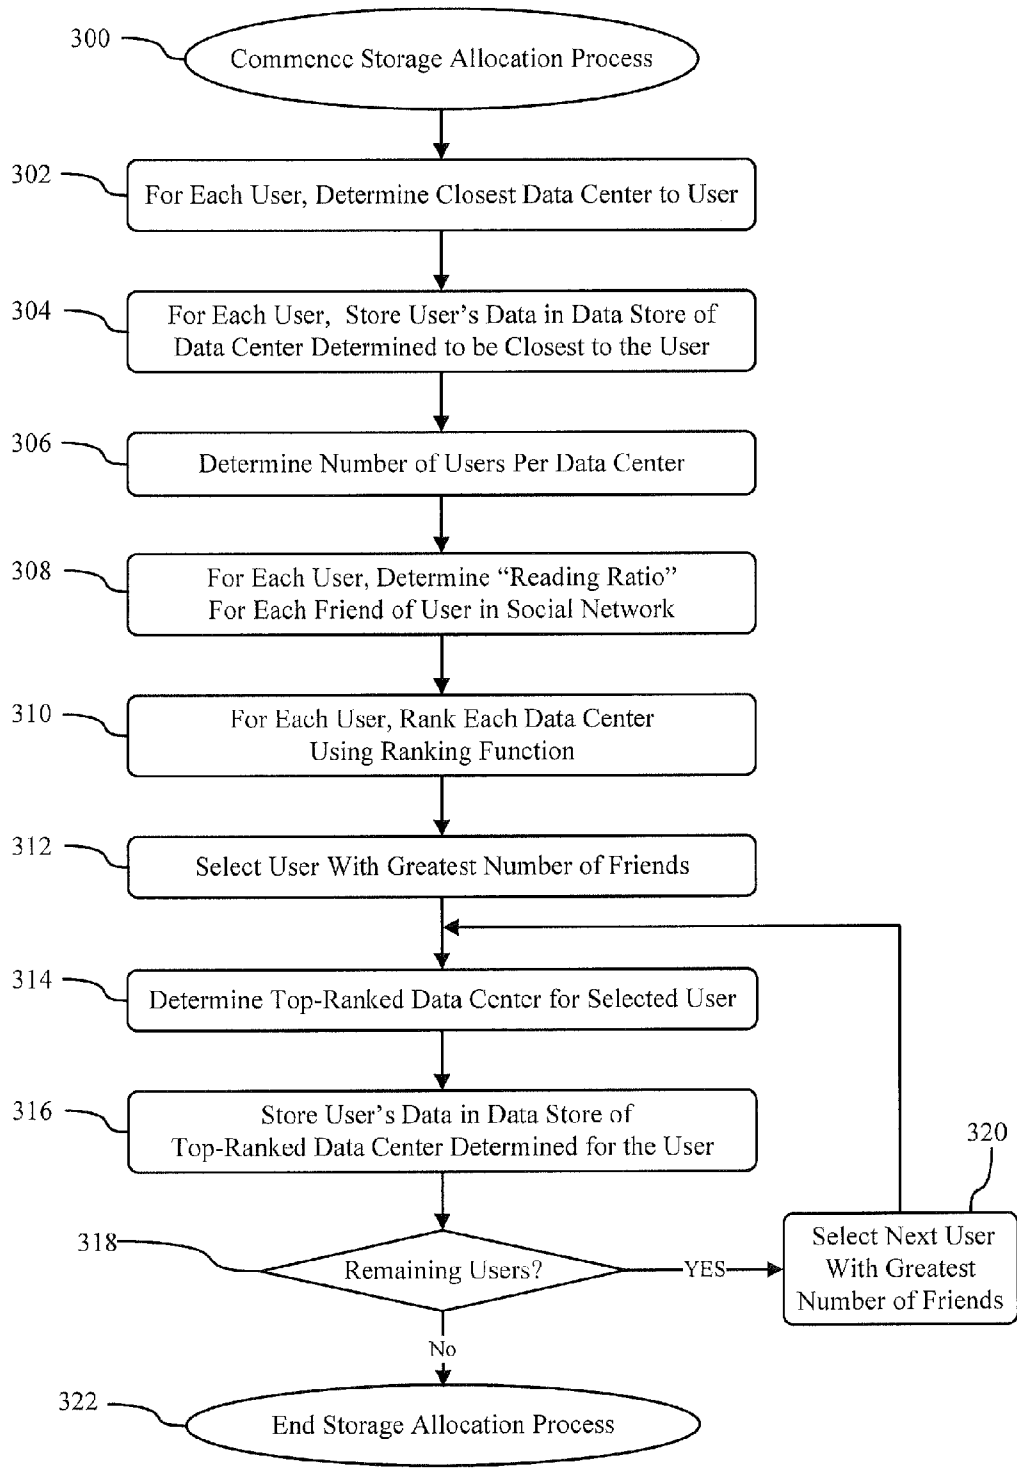 300
Commence Storage Allocation Process
302
For Each User, Determine Closest Data Center to User
304
For Each User, Store User's Data in Data Store of
Data Center Determined to be Closest to the User
306
Determine Number of Users Per Data Center
308
For Each User, Determine “Reading Ratio”
For Each Friend of User in Social Network
310
For Each User, Rank Each Data Center
Using Ranking Function
312
Select User With Greatest Number of Friends
314
Determine Top-Ranked Data Center for Selected User
316
Store User's Data in Data Store of
Top-Ranked Data Center Determined for the User
318
Remaining Users?
YES
320
Select Next User
With Greatest
Number of Friends
No
322
End Storage Allocation Process